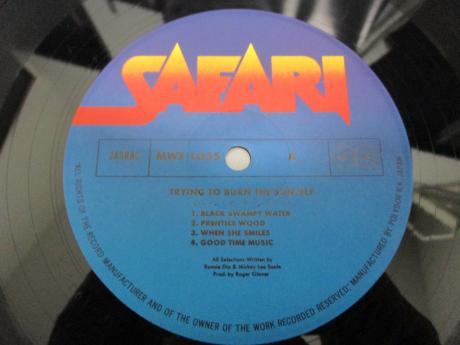 SAFARI
JASRAC MWX 1035
TRYING TO BURN THE SUN/ELF
1. BLACK SWAMPY WATER
2. PRENTICE WOOD
3. WHEN SHE SMILES
4. GOOD TIME MUSIC
All Selections Written by
Ronnie Dio & Mickey Lee Soule
Prod. by Roger Glover
"ALL RIGHTS OF THE RECORD MANUFACTURER AND OF THE OWNER OF THE WORK RECORDED RESERVED" MANUFACTURED BY POLYDOR K.K. JAPAN